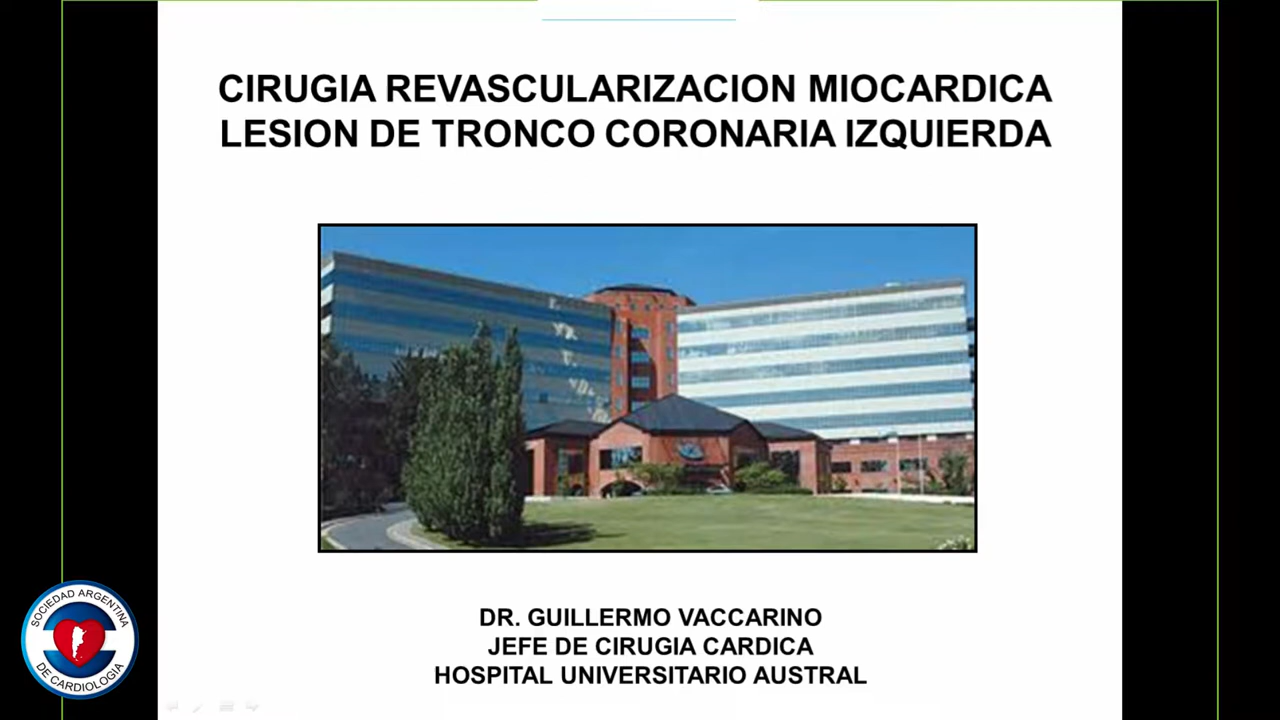 CIRUGIA REVASCULARIZACION MIOCARDICA
LESION DE TRONCO CORONARIA IZQUIERDA
DR. GUILLERMO VACCARINO
JEFE DE CIRUGIA CARDICA
HOSPITAL UNIVERSITARIO AUSTRAL
SOCIEDAD ARGENTINA
DE CARDIOLOGÍA